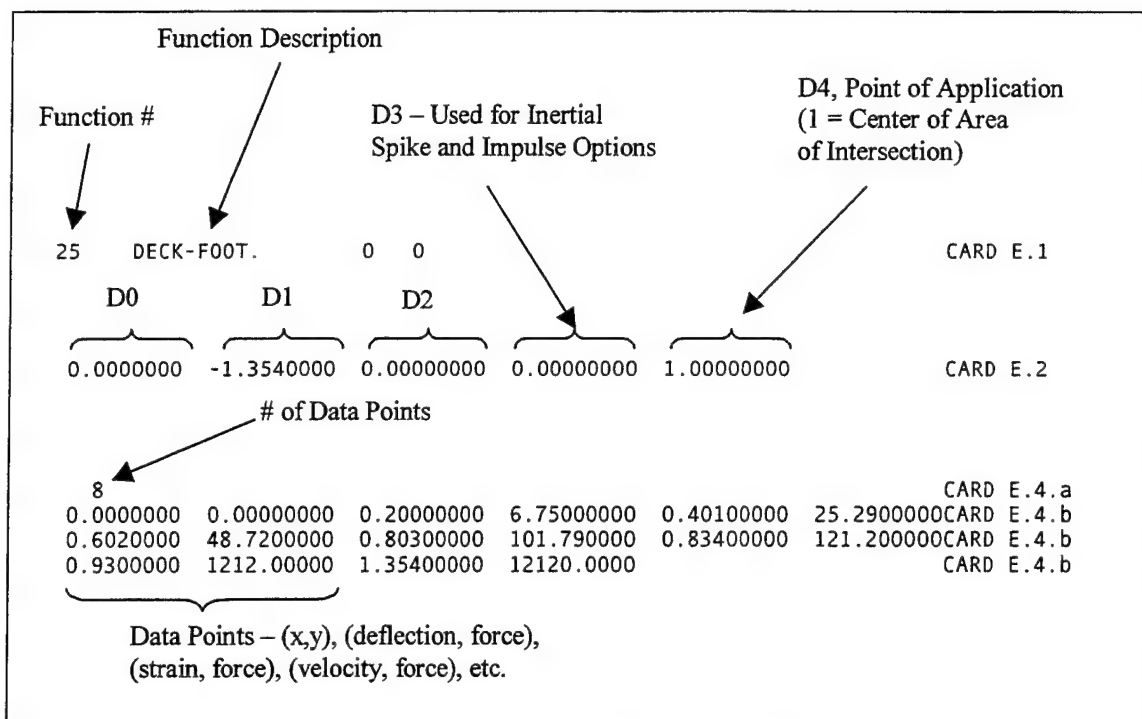 Function Description
Function #
D3 – Used for Inertial
Spike and Impulse Options
D4, Point of Application
(1 = Center of Area
of Intersection)
25 DECK-FOOT. 0 0 CARD E.1
D0 D1 D2
0.0000000 -1.3540000 0.00000000 0.00000000 1.00000000 CARD E.2
# of Data Points
8 CARD E.4.a
0.0000000 0.00000000 0.20000000 6.75000000 0.40100000 25.2900000CARD E.4.b
0.6020000 48.7200000 0.80300000 101.790000 0.83400000 121.200000CARD E.4.b
0.9300000 1212.00000 1.35400000 12120.0000 CARD E.4.b
Data Points – (x,y), (deflection, force),
(strain, force), (velocity, force), etc.